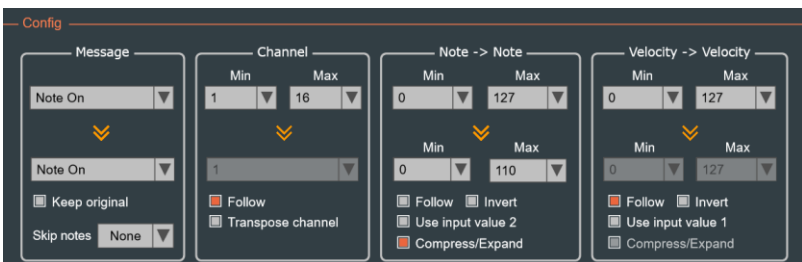 Config
Message
Note On
Note On
Keep original
Skip notes None
Channel
Min Max
1 16
1
Follow
Transpose channel
Note -> Note
Min Max
0 127
Min Max
0 110
Follow Invert
Use input value 2
Compress/Expand
Velocity -> Velocity
Min Max
0 127
Min Max
0 127
Follow Invert
Use input value 1
Compress/Expand